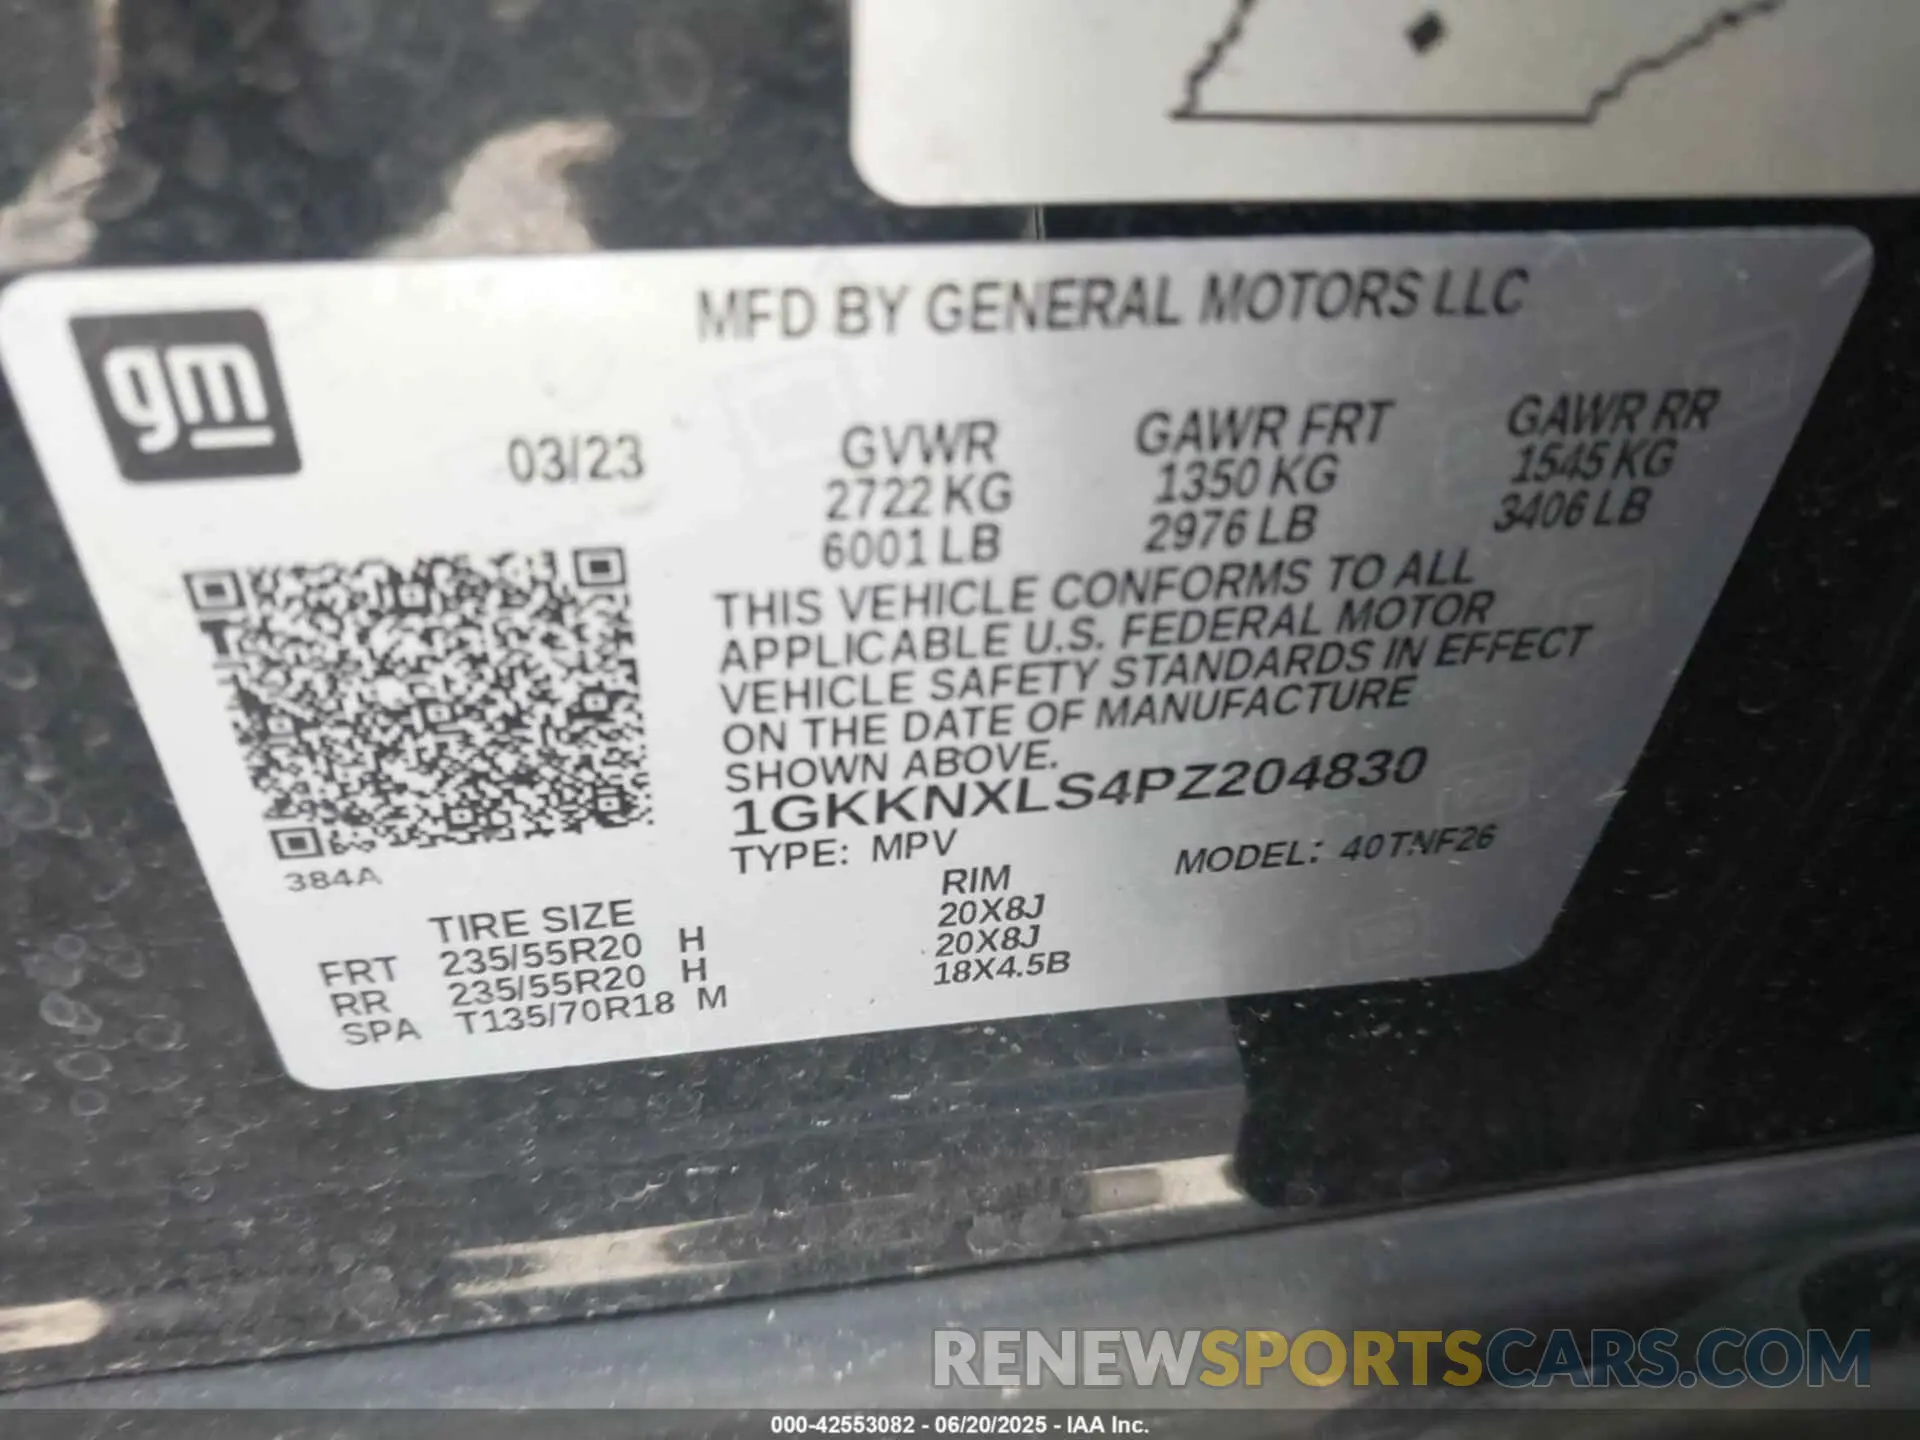 gm
MFD BY GENERAL MOTORS LLC
03/23
GVWR
2722 KG
6001 LB
GAWR FRT
1350 KG
2976 LB
GAWR RR
1545 KG
3406 LB
THIS VEHICLE CONFORMS TO ALL
APPLICABLE U.S. FEDERAL MOTOR
VEHICLE SAFETY STANDARDS IN EFFECT
ON THE DATE OF MANUFACTURE
SHOWN ABOVE.
1GKKNXLS4PZ204830
TYPE: MPV
MODEL: 40TNF26
384A
TIRE SIZE
RIM
FRT 235/55R20 H 20X8J
RR 235/55R20 H 20X8J
SPA T135/70R18 M 18X4.5B
RENEWSPORTSCARS.COM
000-42553082 - 06/20/2025 - IAA Inc.